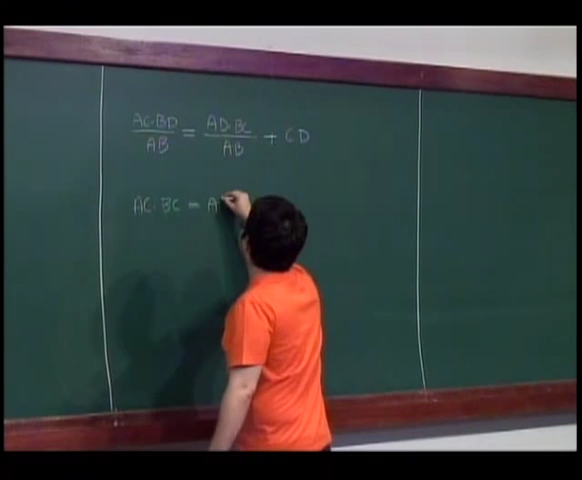 AC·BD/AB = AD·BC/AB + CD
AC·BC = A